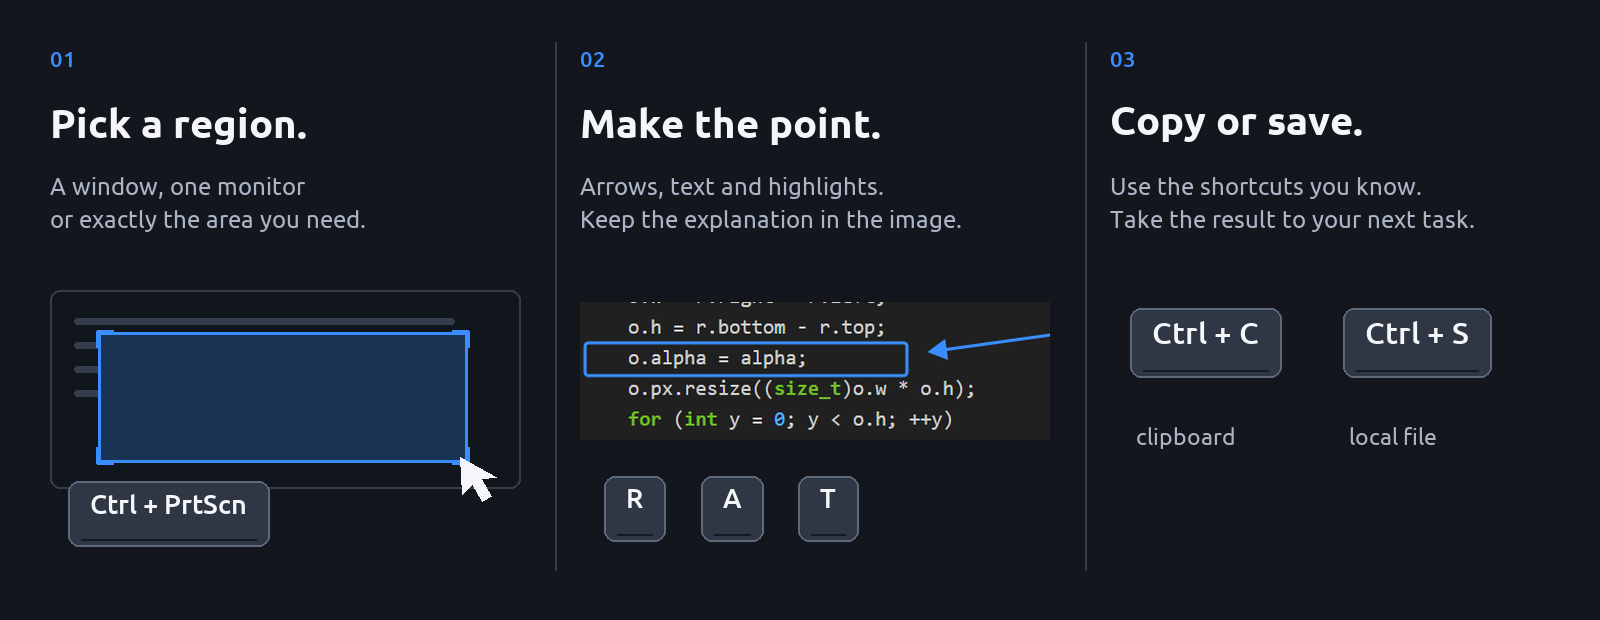 01
Pick a region.
A window, one monitor
or exactly the area you need.
Ctrl + PrtScn
02
Make the point.
Arrows, text and highlights.
Keep the explanation in the image.
o.h = r.bottom - r.top;
o.alpha = alpha;
o.px.resize((size_t)o.w * o.h);
for (int y = 0; y < o.h; ++y)
R A T
03
Copy or save.
Use the shortcuts you know.
Take the result to your next task.
Ctrl + C Ctrl + S
clipboard local file